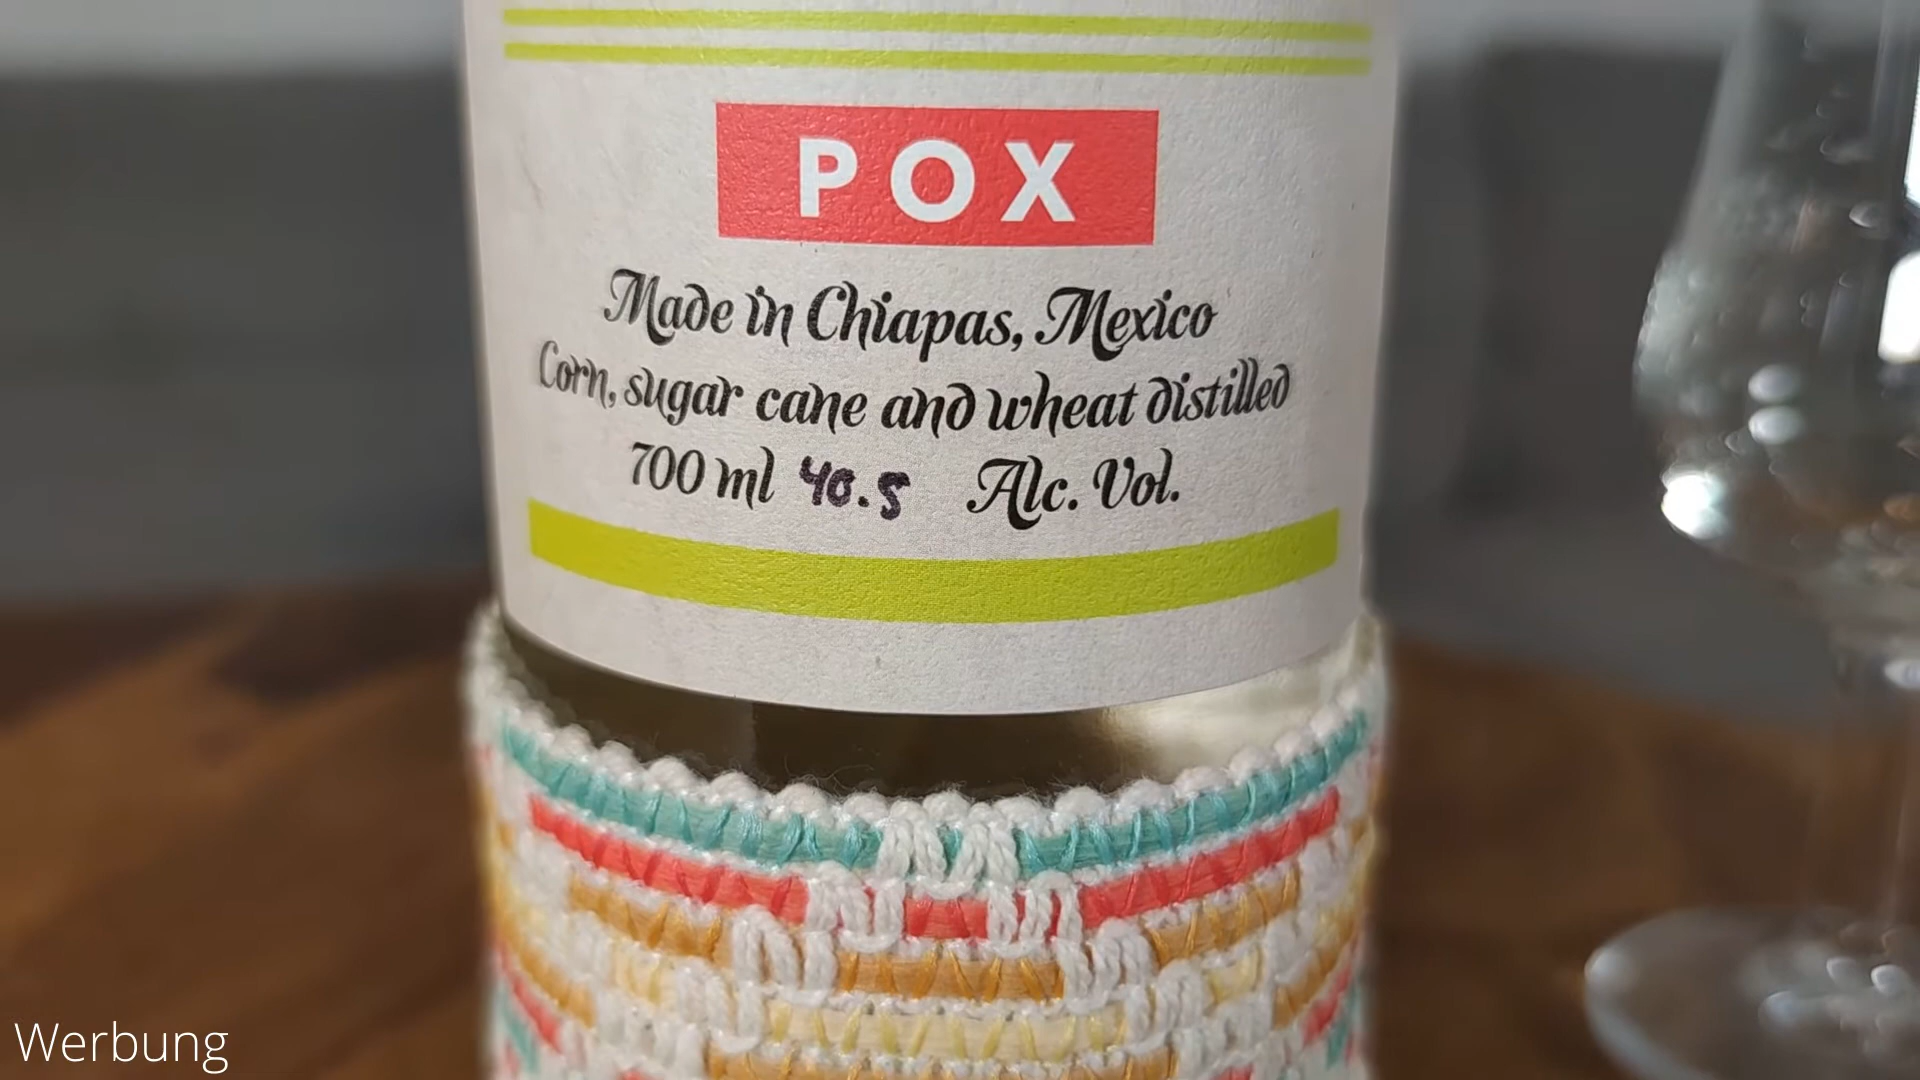 POX
Made in Chiapas, Mexico
Corn, sugar cane and wheat distilled
700 ml 40.5 Alc. Vol.
Werbung